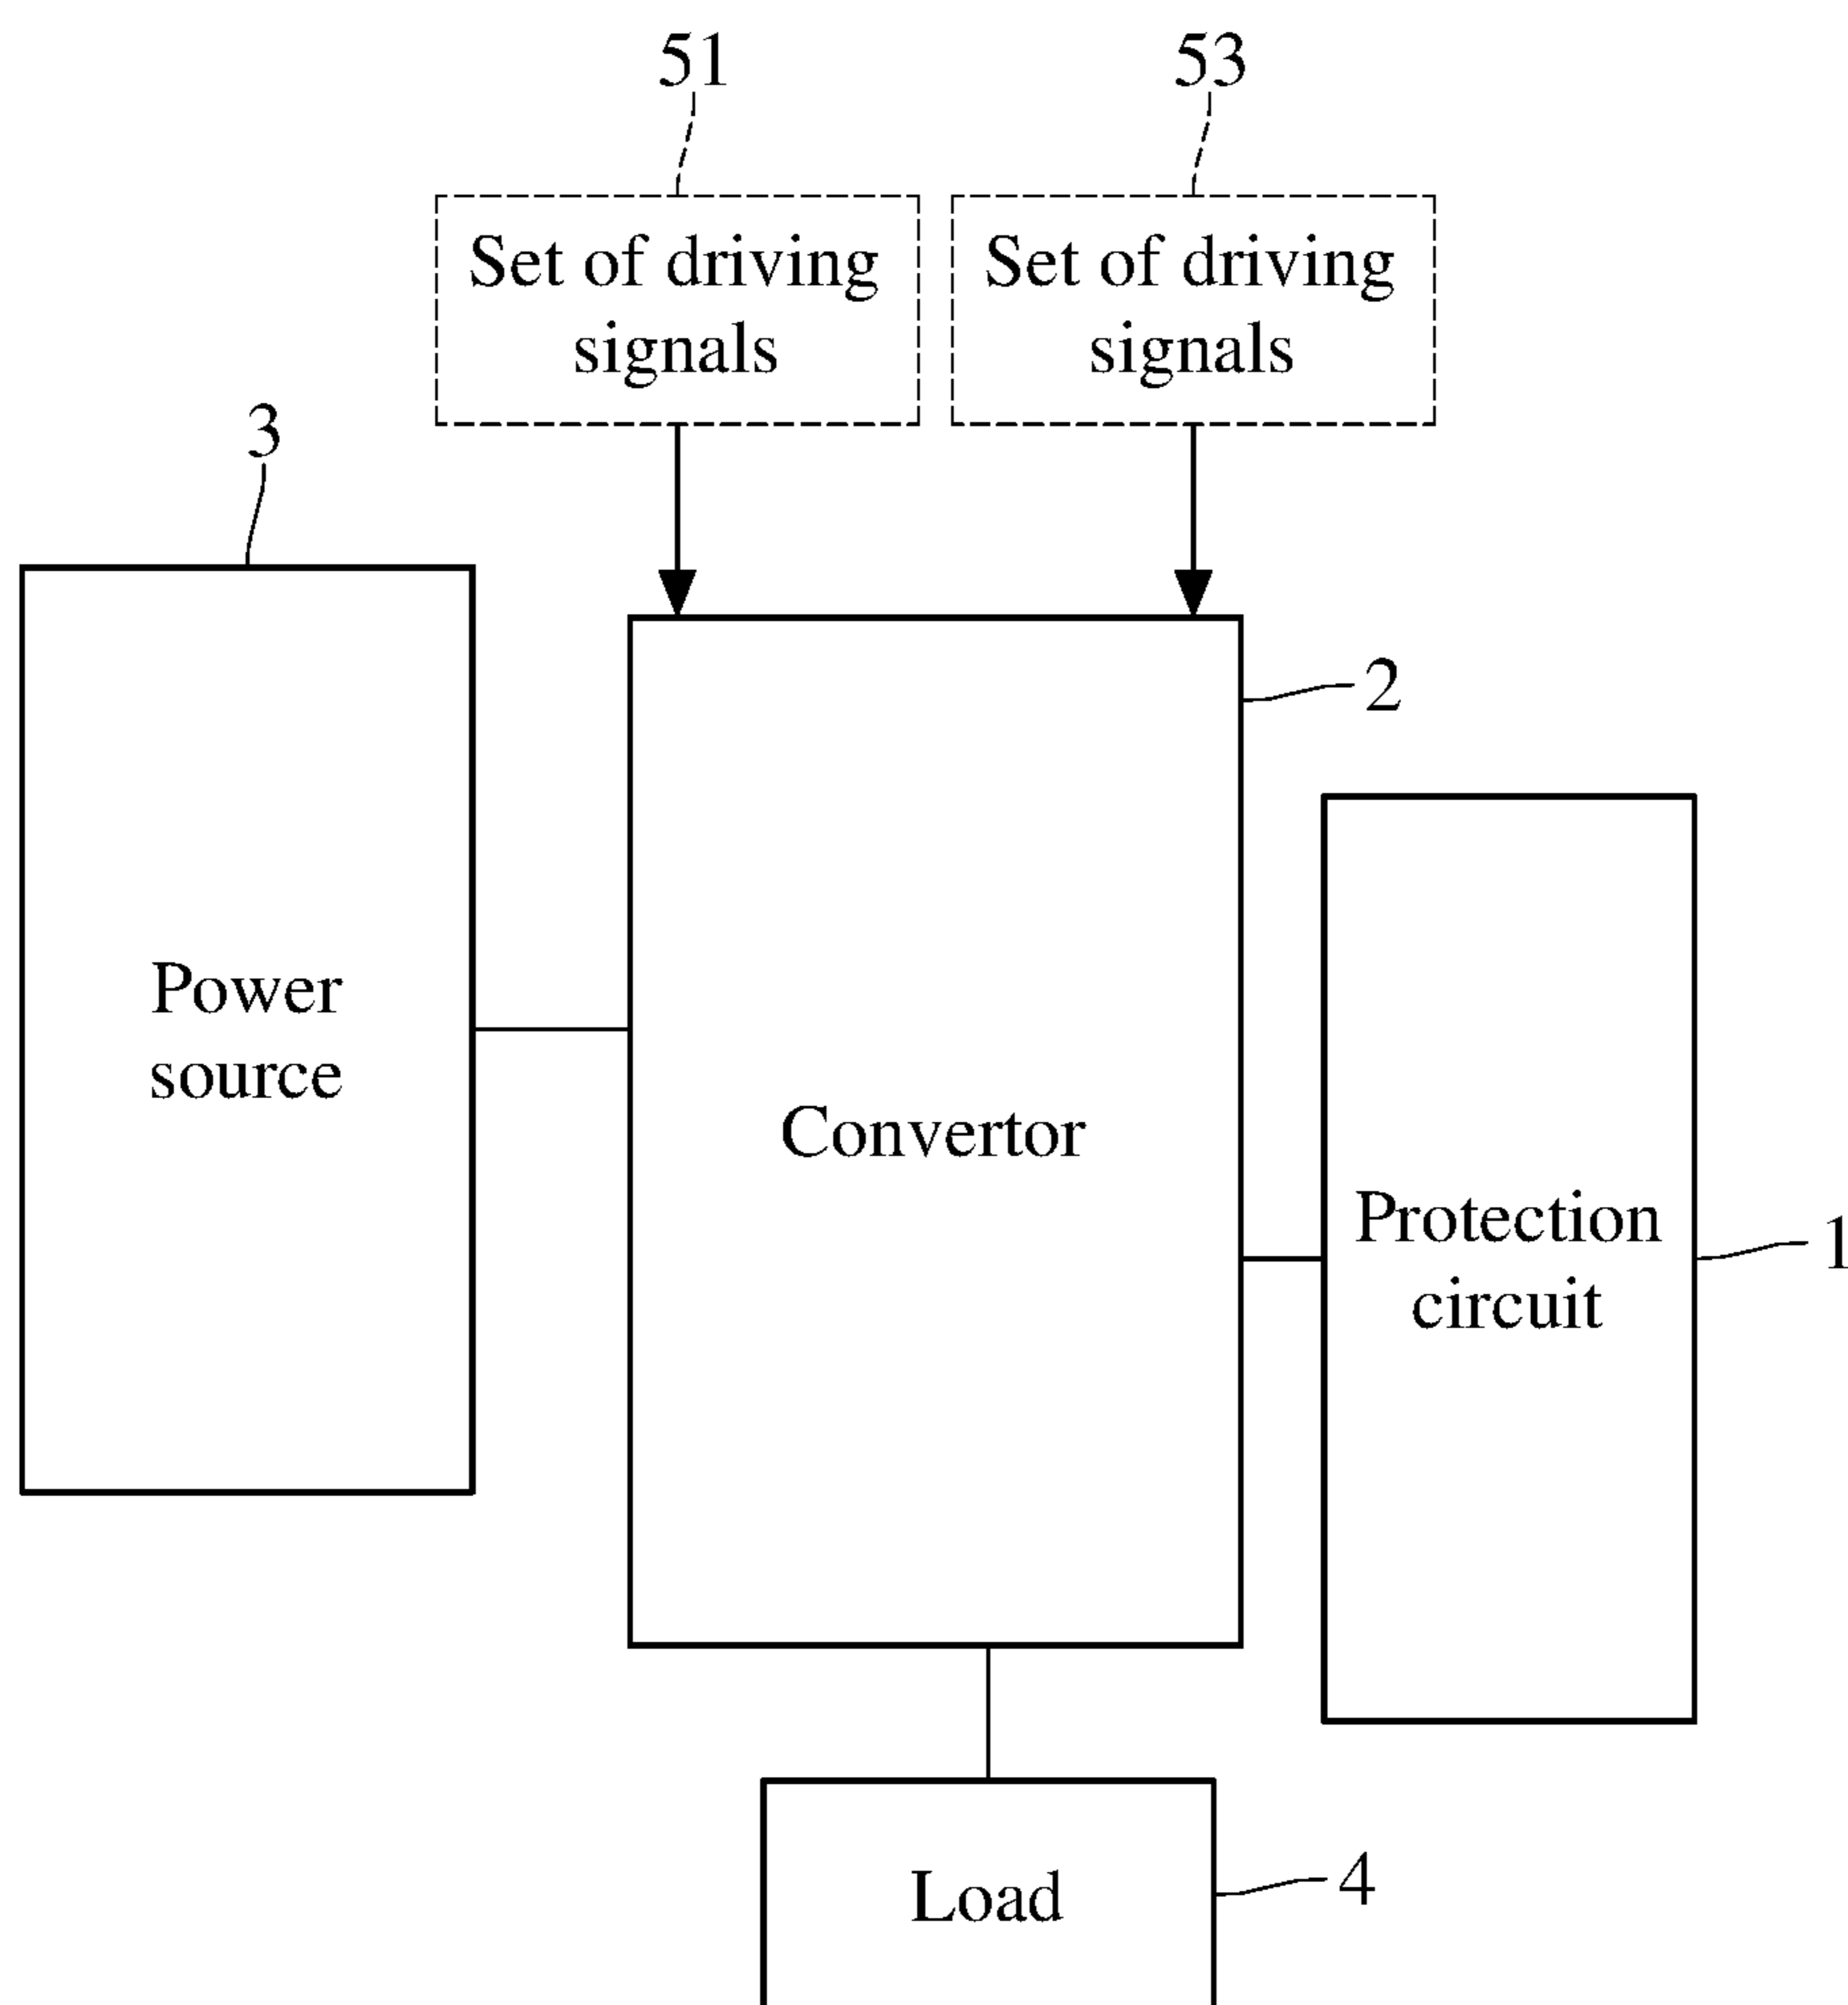 51
53
Set of driving
signals
Set of driving
signals
3
2
Power
source
Convertor
Protection
circuit
1
Load
4